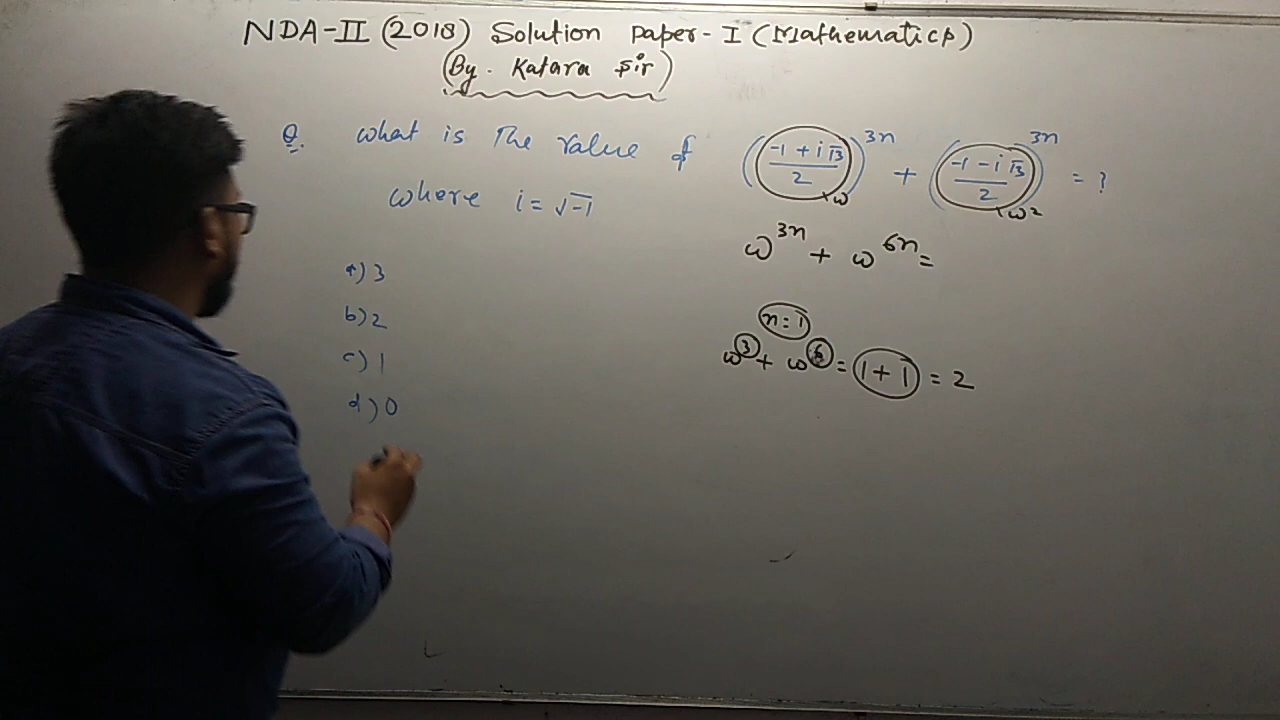 NDA-II (2018) Solution Paper-I (Mathematics)
(By. Katara Sir)
Q. What is the value of ((-1 + i√3)/2)^3n + ((-1 - i√3)/2)^3n = ?
ω ω²
where i = √-1
ω^3n + ω^6n =
a) 3
b) 2
n = 1
c) 1
ω^3 + ω^6 = 1 + 1 = 2
d) 0